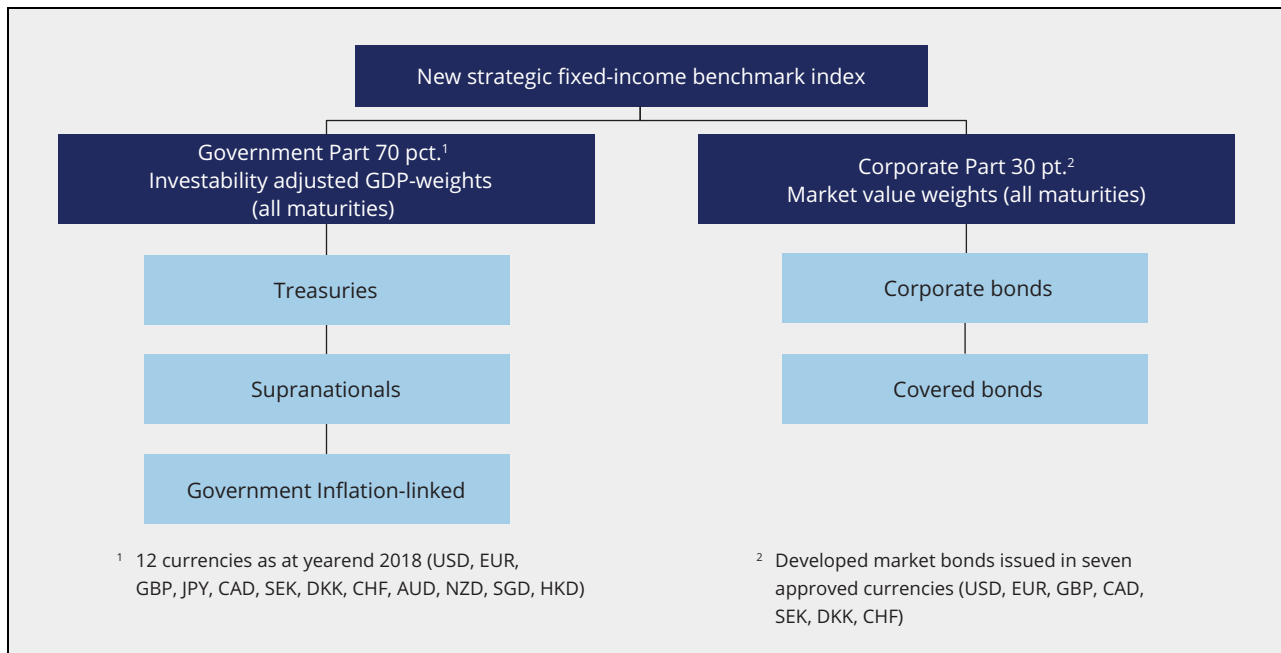 New strategic fixed-income benchmark index
Government Part 70 pct.¹
Investability adjusted GDP-weights
(all maturities)
Treasuries
Supranationals
Government Inflation-linked
¹ 12 currencies as at yearend 2018 (USD, EUR,
GBP, JPY, CAD, SEK, DKK, CHF, AUD, NZD, SGD, HKD)
Corporate Part 30 pt.²
Market value weights (all maturities)
Corporate bonds
Covered bonds
² Developed market bonds issued in seven
approved currencies (USD, EUR, GBP, CAD,
SEK, DKK, CHF)